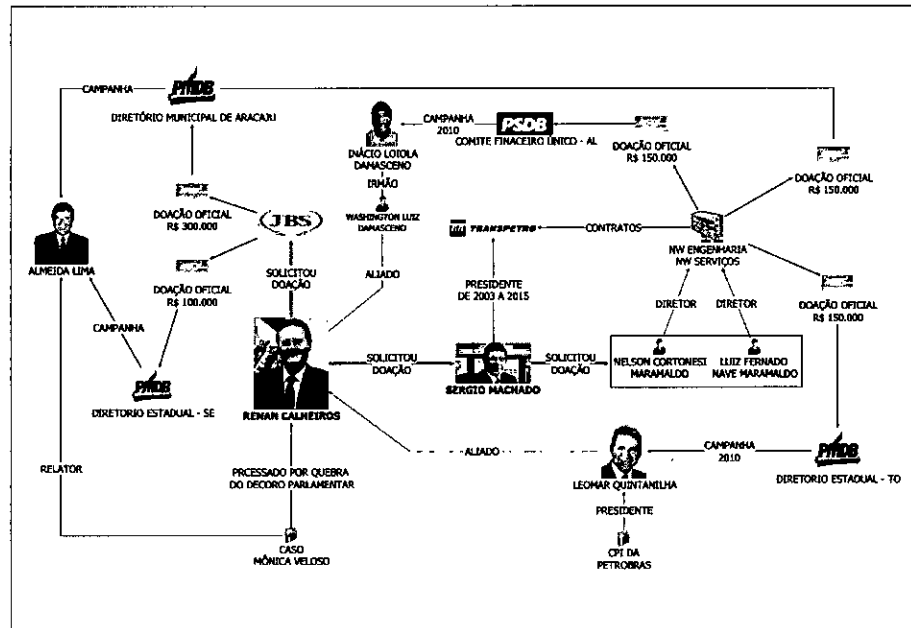 CAMPANHA
PMDB
DIRETÓRIO MUNICIPAL DE ARACAJU
CAMPANHA
2010
PSDB
COMITE FINACEIRO ÚNICO - AL
INÁCIO LOIOLA
DAMASCENO
DOAÇÃO OFICIAL
R$ 150.000
DOAÇÃO OFICIAL
R$ 150.000
IRMÃO
DOAÇÃO OFICIAL
R$ 300.000
JBS
WASHINGTON LUIZ
DAMASCENO
TRANSPETRO
CONTRATOS
NW ENGENHARIA
NW SERVIÇOS
ALMEIDA LIMA
SOLICITOU
DOAÇÃO
ALIADO
DOAÇÃO OFICIAL
R$ 100.000
PRESIDENTE
DE 2003 A 2015
DIRETOR
DIRETOR
DOAÇÃO OFICIAL
R$ 150.000
CAMPANHA
SOLICITOU
DOAÇÃO
SOLICITOU
DOAÇÃO
NELSON CORTONESI
MARAMALDO
LUIZ FERNADO
NAVE MARAMALDO
SERGIO MACHADO
PMDB
DIRETORIO ESTADUAL - SE
RENAN CALHEIROS
ALIADO
CAMPANHA
2010
PMDB
DIRETORIO ESTADUAL - TO
RELATOR
PRCESSADO POR QUEBRA
DO DECORO PARLAMENTAR
LEOMAR QUINTANILHA
PRESIDENTE
CASO
MÔNICA VELOSO
CPI DA
PETROBRAS